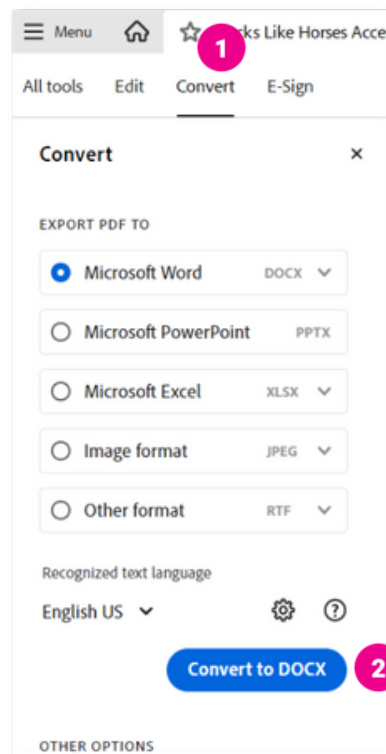 Menu
1
ks Like Horses Acce
All tools Edit Convert E-Sign
Convert
EXPORT PDF TO
Microsoft Word DOCX
Microsoft PowerPoint PPTX
Microsoft Excel XLSX
Image format JPEG
Other format RTF
Recognized text language
English US
Convert to DOCX 2
OTHER OPTIONS